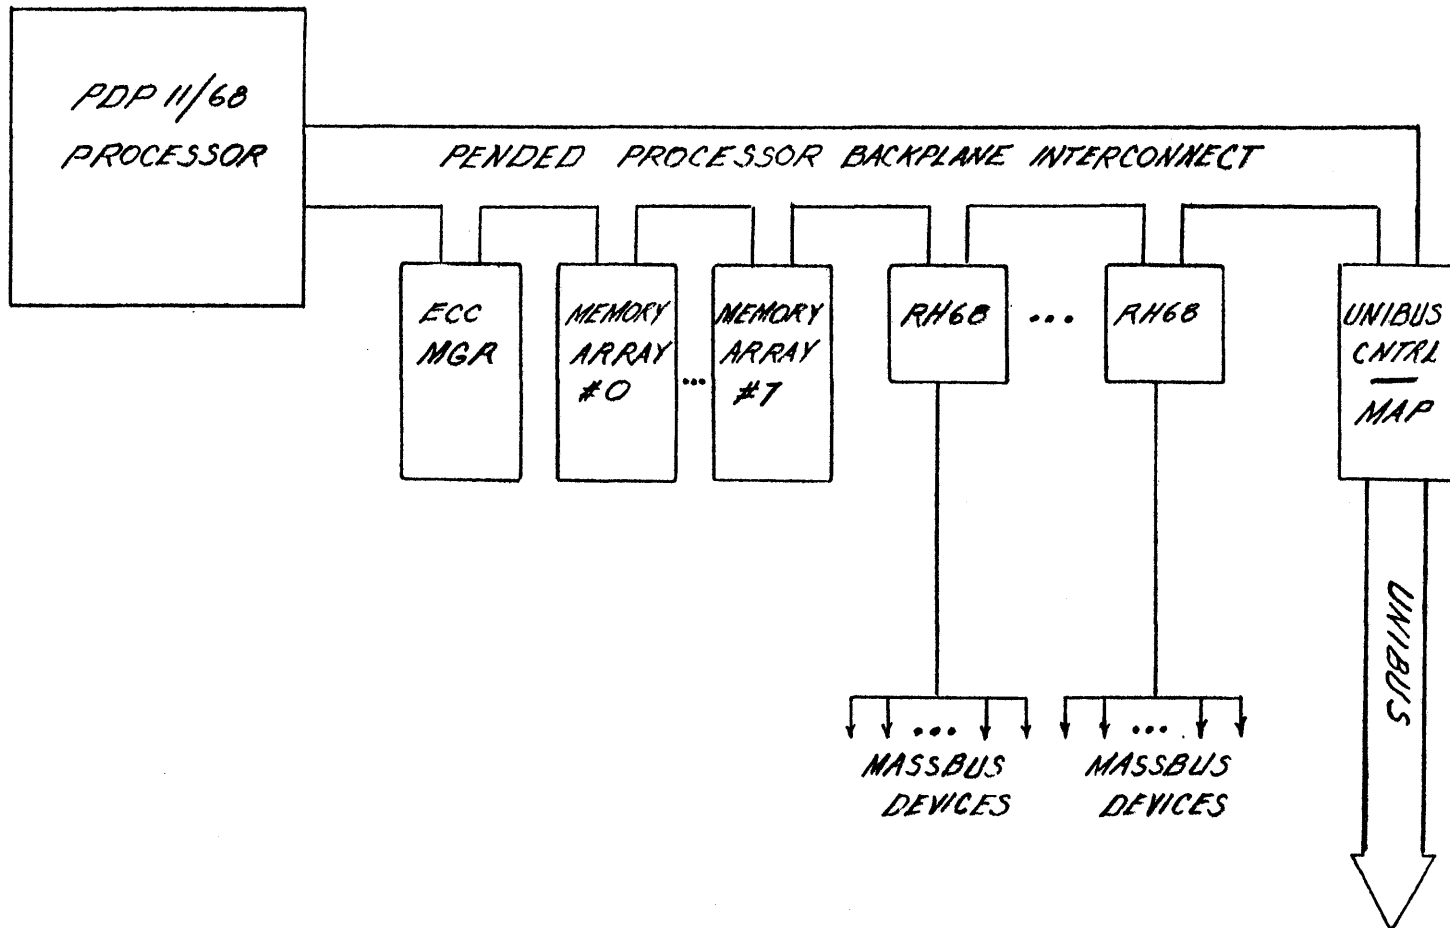 PDP 11/68
PROCESSOR
PENDED PROCESSOR BACKPLANE INTERCONNECT
ECC
MGR
MEMORY
ARRAY
#0
...
MEMORY
ARRAY
#7
RH68
...
RH68
UNIBUS
CNTRL
MAP
UNIBUS
...
MASSBUS
DEVICES
...
MASSBUS
DEVICES